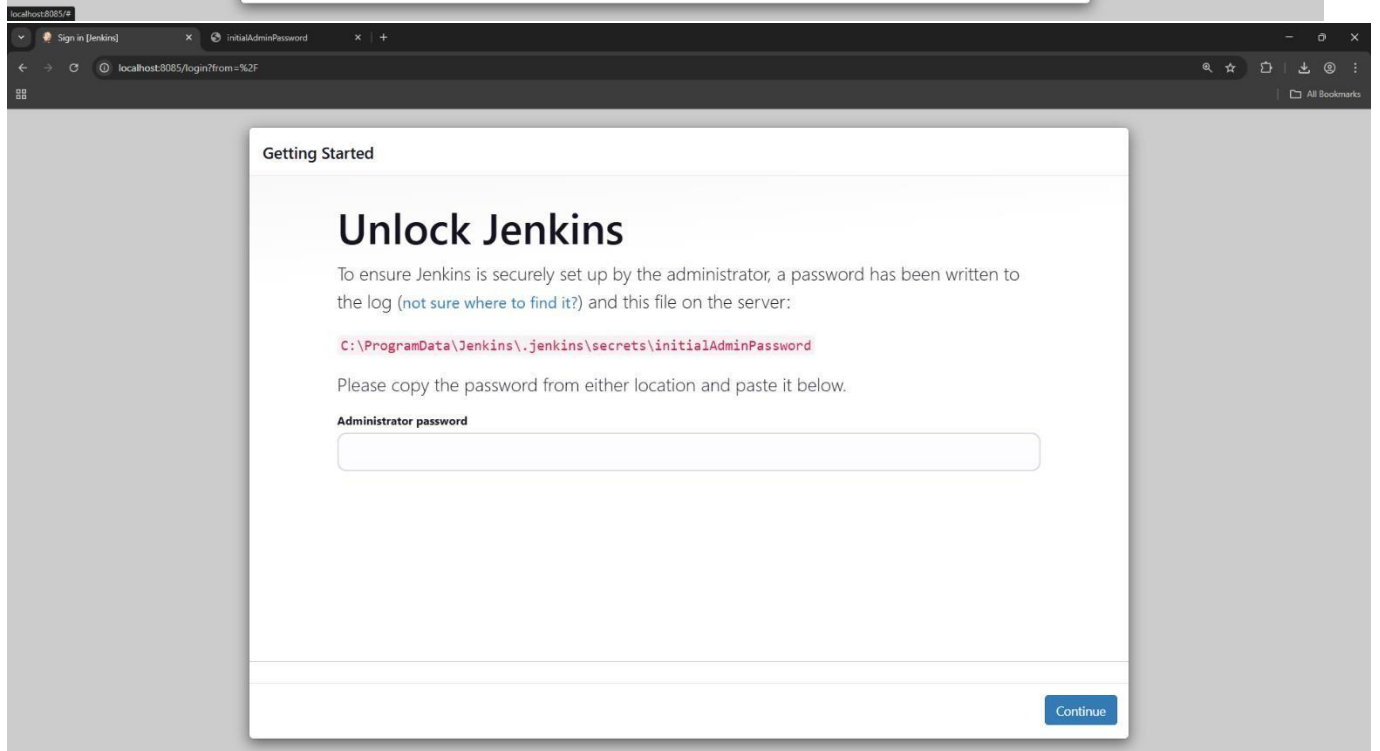 localhost:8085/#
Sign in [Jenkins] initialAdminPassword
localhost:8085/login?from=%2F
All Bookmarks
Getting Started
Unlock Jenkins
To ensure Jenkins is securely set up by the administrator, a password has been written to
the log (not sure where to find it?) and this file on the server:
C:\ProgramData\Jenkins\.jenkins\secrets\initialAdminPassword
Please copy the password from either location and paste it below.
Administrator password
Continue